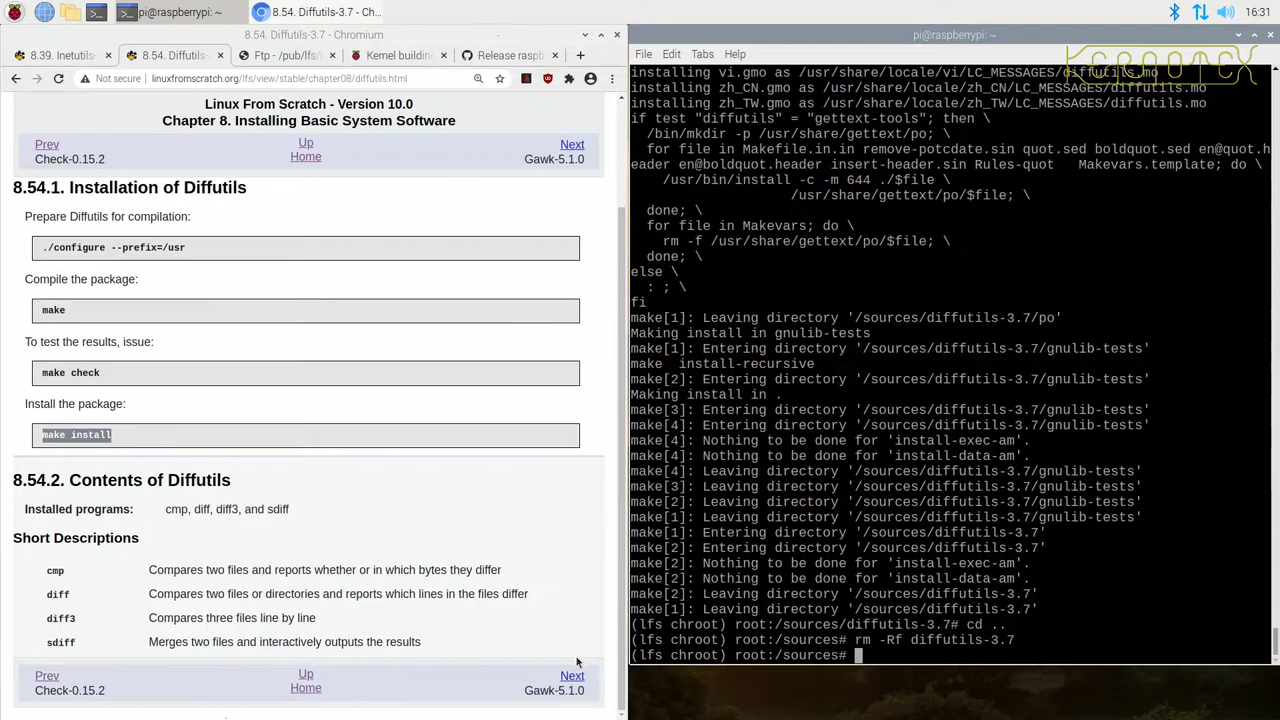 pi@raspberrypi: ~
8.54. Diffutils-3.7 - Ch...
16:31
8.54. Diffutils-3.7 - Chromium
8.39. Inetutils-
8.54. Diffutils-
Ftp - /pub/lfs/l
Kernel building
Release raspb
Not secure | linuxfromscratch.org/lfs/view/stable/chapter08/diffutils.html
Linux From Scratch - Version 10.0
Chapter 8. Installing Basic System Software
Prev
Up
Next
Check-0.15.2
Home
Gawk-5.1.0
8.54.1. Installation of Diffutils
Prepare Diffutils for compilation:
./configure --prefix=/usr
Compile the package:
make
To test the results, issue:
make check
Install the package:
make install
8.54.2. Contents of Diffutils
Installed programs: cmp, diff, diff3, and sdiff
Short Descriptions
cmp Compares two files and reports whether or in which bytes they differ
diff Compares two files or directories and reports which lines in the files differ
diff3 Compares three files line by line
sdiff Merges two files and interactively outputs the results
Prev
Up
Next
Check-0.15.2
Home
Gawk-5.1.0
pi@raspberrypi: ~
File Edit Tabs Help
KERNOTEX
installing vi.gmo as /usr/share/locale/vi/LC_MESSAGES/diffutils.mo
installing zh_CN.gmo as /usr/share/locale/zh_CN/LC_MESSAGES/diffutils.mo
installing zh_TW.gmo as /usr/share/locale/zh_TW/LC_MESSAGES/diffutils.mo
if test "diffutils" = "gettext-tools"; then \
/bin/mkdir -p /usr/share/gettext/po; \
for file in Makefile.in.in remove-potcdate.sin quot.sed boldquot.sed en@quot.h
eader en@boldquot.header insert-header.sin Rules-quot Makevars.template; do \
/usr/bin/install -c -m 644 ./$file \
/usr/share/gettext/po/$file; \
done; \
for file in Makevars; do \
rm -f /usr/share/gettext/po/$file; \
done; \
else \
: ; \
fi
make[1]: Leaving directory '/sources/diffutils-3.7/po'
Making install in gnulib-tests
make[1]: Entering directory '/sources/diffutils-3.7/gnulib-tests'
make install-recursive
make[2]: Entering directory '/sources/diffutils-3.7/gnulib-tests'
Making install in .
make[3]: Entering directory '/sources/diffutils-3.7/gnulib-tests'
make[4]: Entering directory '/sources/diffutils-3.7/gnulib-tests'
make[4]: Nothing to be done for 'install-exec-am'.
make[4]: Nothing to be done for 'install-data-am'.
make[4]: Leaving directory '/sources/diffutils-3.7/gnulib-tests'
make[3]: Leaving directory '/sources/diffutils-3.7/gnulib-tests'
make[2]: Leaving directory '/sources/diffutils-3.7/gnulib-tests'
make[1]: Leaving directory '/sources/diffutils-3.7/gnulib-tests'
make[1]: Entering directory '/sources/diffutils-3.7'
make[2]: Entering directory '/sources/diffutils-3.7'
make[2]: Nothing to be done for 'install-exec-am'.
make[2]: Nothing to be done for 'install-data-am'.
make[2]: Leaving directory '/sources/diffutils-3.7'
make[1]: Leaving directory '/sources/diffutils-3.7'
(lfs chroot) root:/sources/diffutils-3.7# cd ..
(lfs chroot) root:/sources# rm -Rf diffutils-3.7
(lfs chroot) root:/sources#